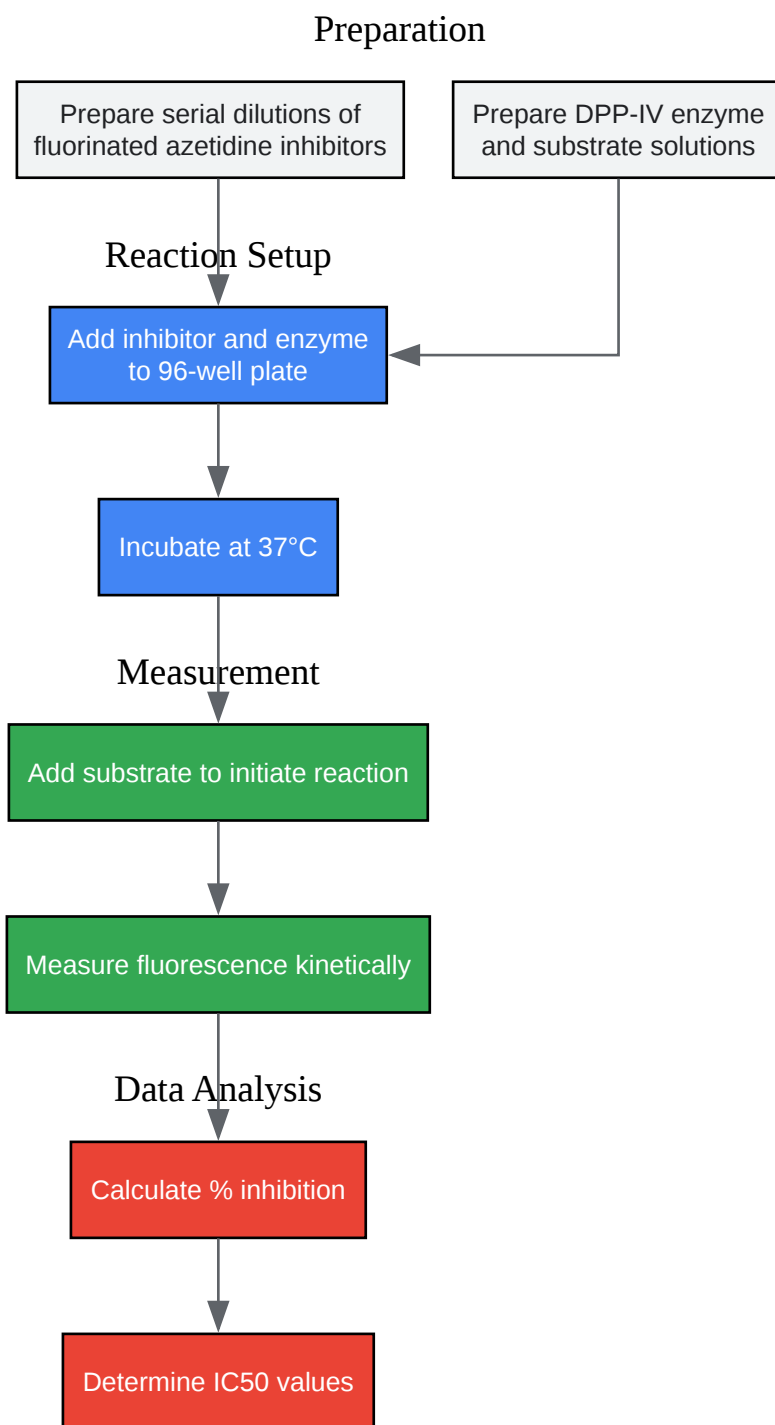 Preparation
Prepare serial dilutions of
fluorinated azetidine inhibitors
Prepare DPP-IV enzyme
and substrate solutions
Reaction Setup
Add inhibitor and enzyme
to 96-well plate
Incubate at 37°C
Measurement
Add substrate to initiate reaction
Measure fluorescence kinetically
Data Analysis
Calculate % inhibition
Determine IC50 values